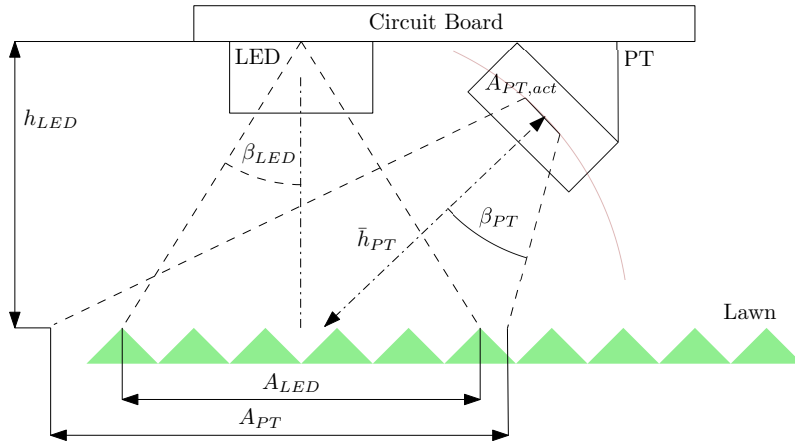 Circuit Board
LED
PT
A_{PT,act}
h_{LED}
β_{LED}
β_{PT}
h̄_{PT}
Lawn
A_{LED}
A_{PT}